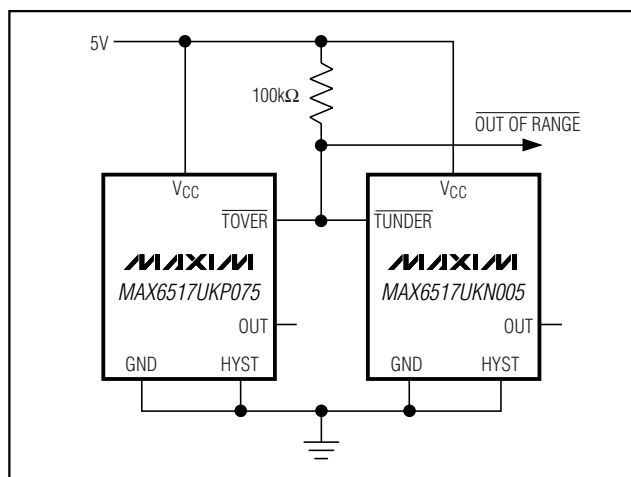 5V
100kΩ
OUT OF RANGE
VCC
VCC
TOVER
TUNDER
MAXIM
MAXIM
MAX6517UKP075
MAX6517UKN005
OUT
OUT
GND
HYST
GND
HYST